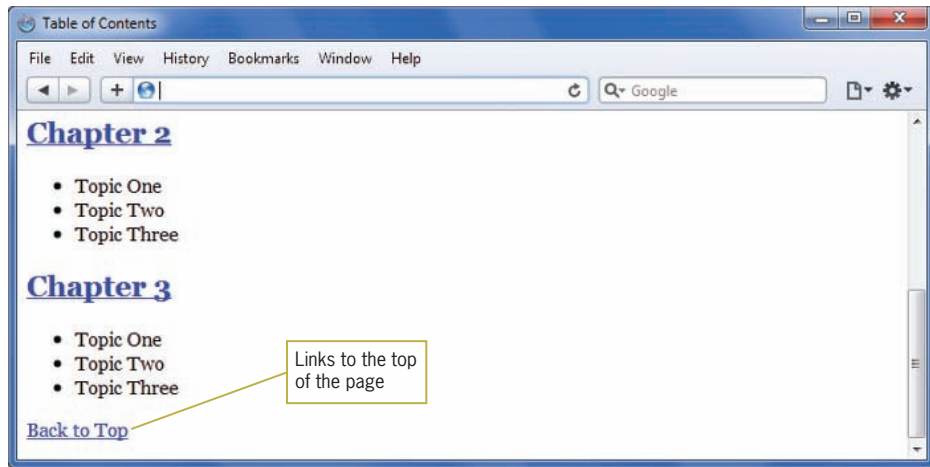 Table of Contents
File Edit View History Bookmarks Window Help
Google
Chapter 2
• Topic One
• Topic Two
• Topic Three
Chapter 3
• Topic One
• Topic Two
• Topic Three
Links to the top
of the page
Back to Top